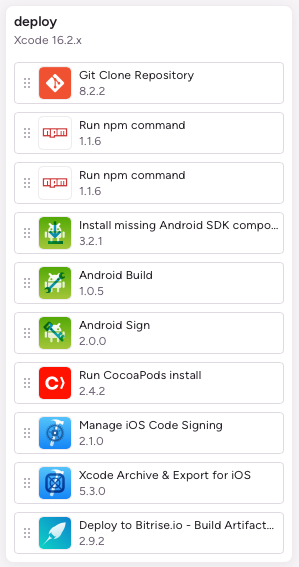 deploy
Xcode 16.2.x
Git Clone Repository
8.2.2
Run npm command
1.1.6
Run npm command
1.1.6
Install missing Android SDK compo...
3.2.1
Android Build
1.0.5
Android Sign
2.0.0
Run CocoaPods install
2.4.2
Manage iOS Code Signing
2.1.0
Xcode Archive & Export for iOS
5.3.0
Deploy to Bitrise.io - Build Artifact...
2.9.2